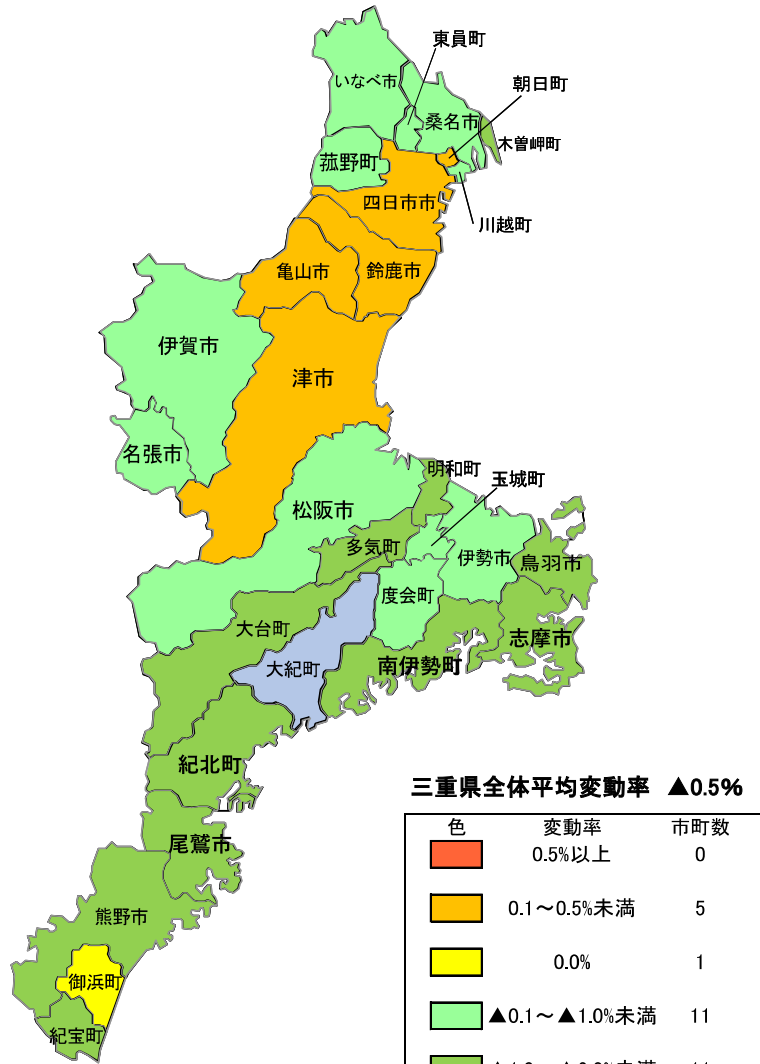 東員町
いなべ市
朝日町
桑名市
木曽岬町
菰野町
四日市市
川越町
亀山市
鈴鹿市
伊賀市
津市
名張市
明和町
玉城町
松阪市
多気町
伊勢市
鳥羽市
度会町
大台町
志摩市
大紀町
南伊勢町
紀北町
三重県全体平均変動率 ▲0.5%
色 変動率 市町数
0.5%以上 0
尾鷲市
0.1~0.5%未満 5
熊野市
0.0% 1
御浜町
▲0.1~▲1.0%未満 11
紀宝町